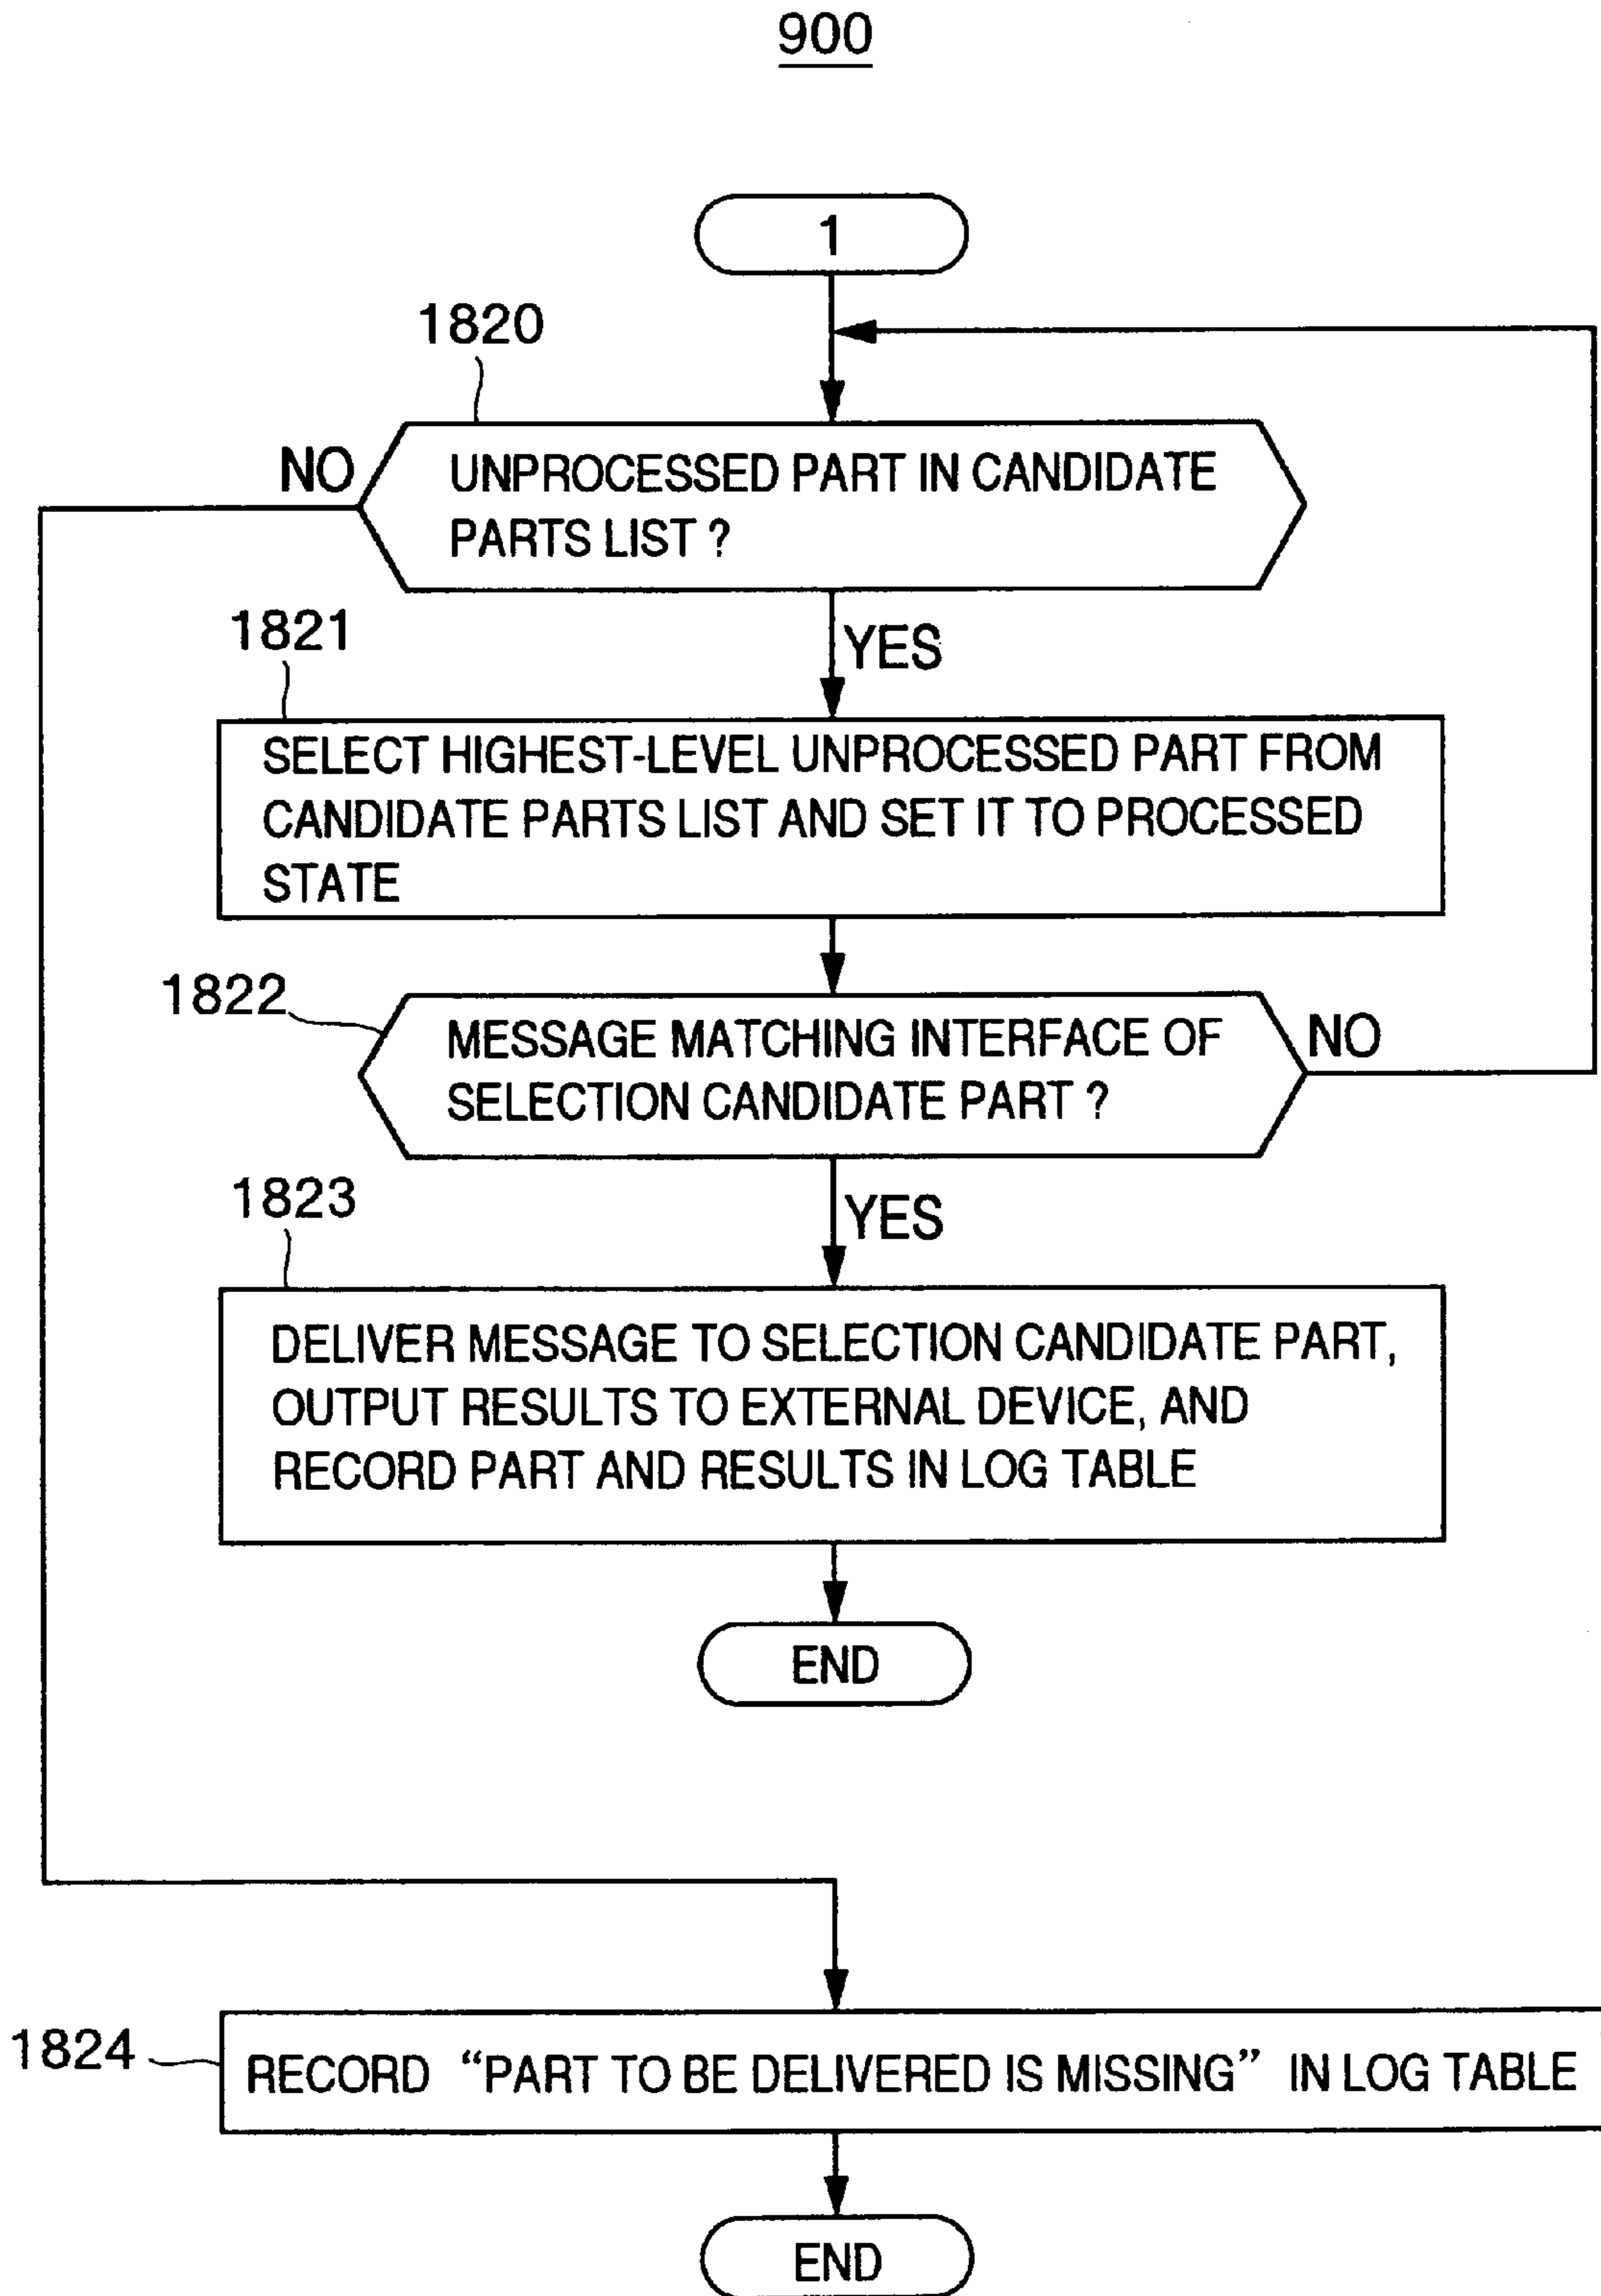 900
1
1820
NO
UNPROCESSED PART IN CANDIDATE
PARTS LIST ?
1821
YES
SELECT HIGHEST-LEVEL UNPROCESSED PART FROM
CANDIDATE PARTS LIST AND SET IT TO PROCESSED
STATE
1822
MESSAGE MATCHING INTERFACE OF
SELECTION CANDIDATE PART ?
NO
1823
YES
DELIVER MESSAGE TO SELECTION CANDIDATE PART,
OUTPUT RESULTS TO EXTERNAL DEVICE, AND
RECORD PART AND RESULTS IN LOG TABLE
END
1824
RECORD “PART TO BE DELIVERED IS MISSING” IN LOG TABLE
END